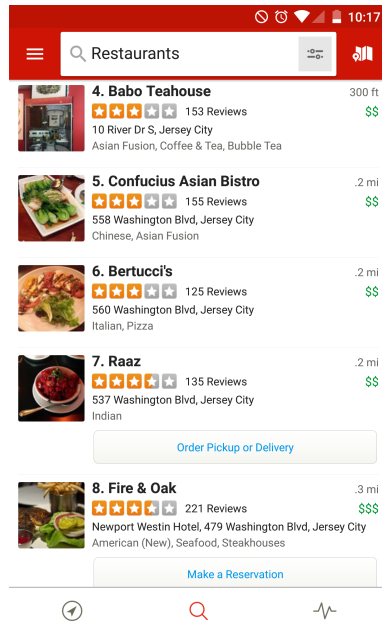 10:17
Restaurants
4. Babo Teahouse 300 ft
153 Reviews $$
10 River Dr S, Jersey City
Asian Fusion, Coffee & Tea, Bubble Tea
5. Confucius Asian Bistro .2 mi
155 Reviews $$
558 Washington Blvd, Jersey City
Chinese, Asian Fusion
6. Bertucci's .2 mi
125 Reviews $$
560 Washington Blvd, Jersey City
Italian, Pizza
7. Raaz .2 mi
135 Reviews $$
537 Washington Blvd, Jersey City
Indian
Order Pickup or Delivery
8. Fire & Oak .3 mi
221 Reviews $$$
Newport Westin Hotel, 479 Washington Blvd, Jersey City
American (New), Seafood, Steakhouses
Make a Reservation